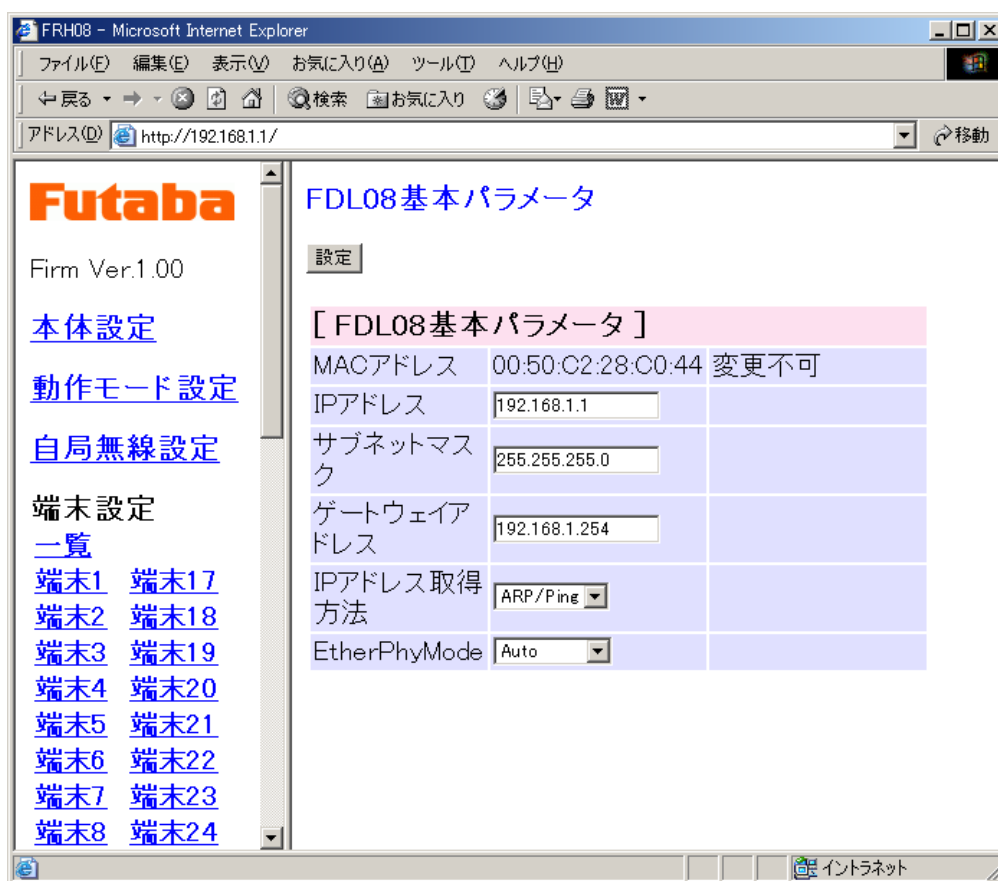 FRH08 - Microsoft Internet Explorer
ファイル(F) 編集(E) 表示(V) お気に入り(A) ツール(T) ヘルプ(H)
戻る 検索 お気に入り
アドレス(D) http://192.168.1.1/ 移動
Futaba
Firm Ver.1.00
本体設定
動作モード設定
自局無線設定
端末設定
一覧
端末1 端末17
端末2 端末18
端末3 端末19
端末4 端末20
端末5 端末21
端末6 端末22
端末7 端末23
端末8 端末24
FDL08基本パラメータ
設定
[ FDL08基本パラメータ ]
MACアドレス 00:50:C2:28:C0:44 変更不可
IPアドレス 192.168.1.1
サブネットマス
ク 255.255.255.0
ゲートウェイア
ドレス 192.168.1.254
IPアドレス取得
方法 ARP/Ping
EtherPhyMode Auto
イントラネット